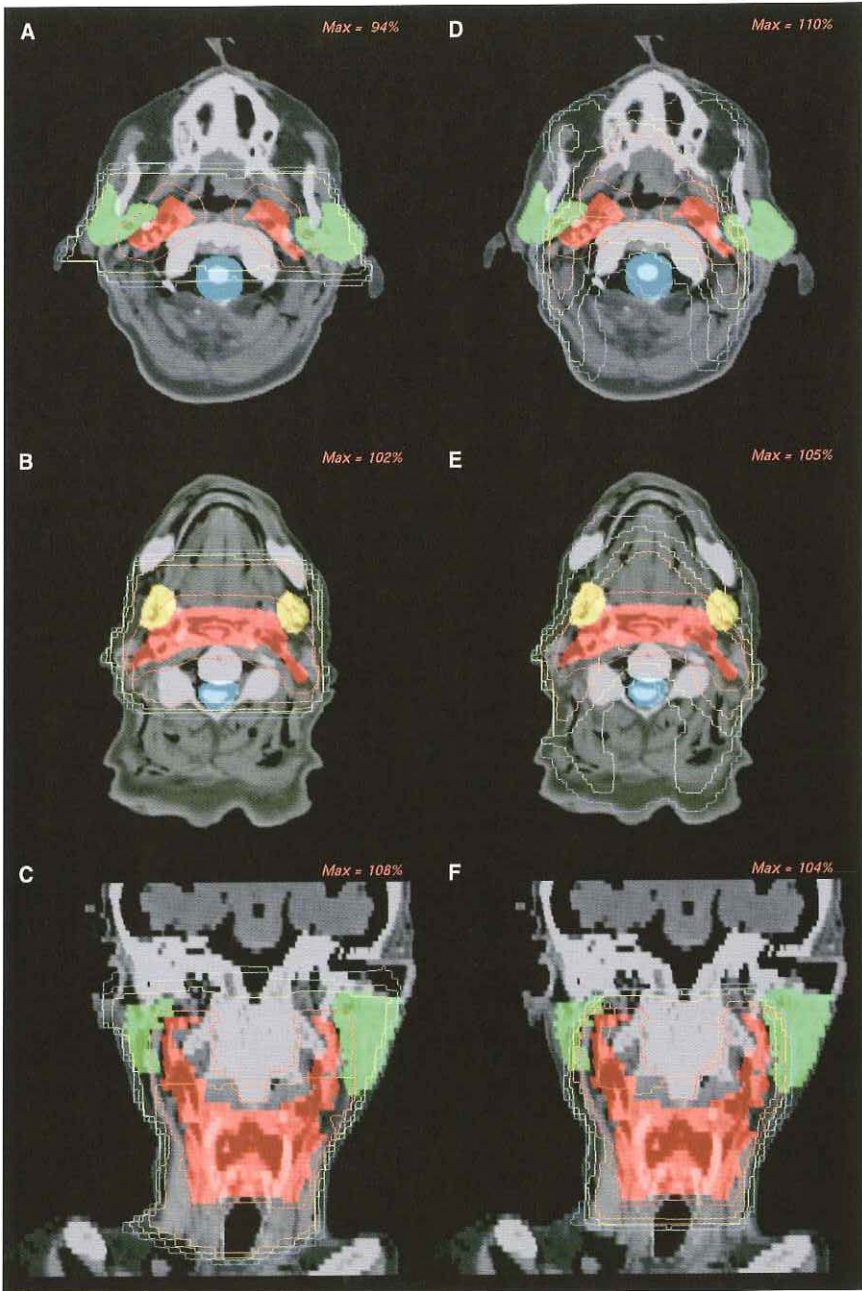 A
Max = 94%
D
Max = 110%
B
Max = 102%
E
Max = 105%
C
Max = 108%
F
Max = 104%